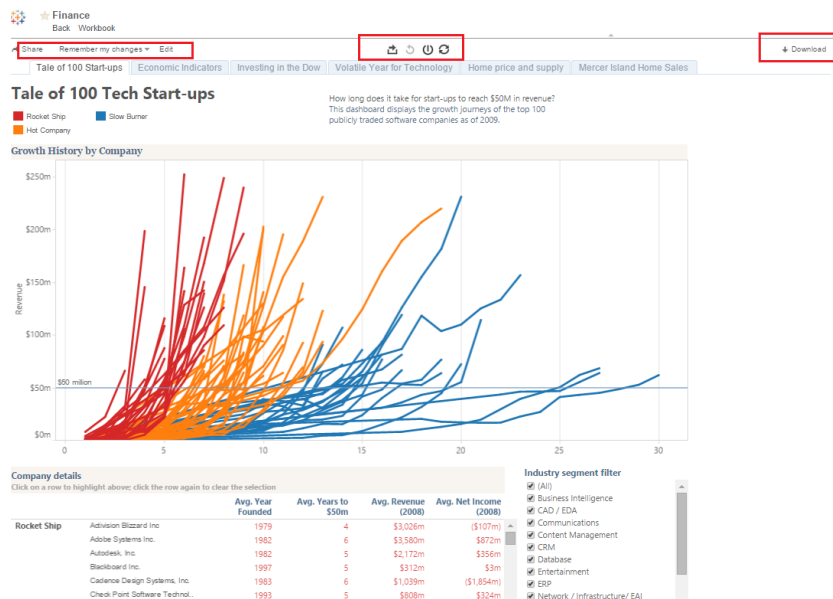 Finance
Back Workbook
Share Remember my changes Edit
Download
Tale of 100 Start-ups Economic Indicators Investing in the Dow Volatile Year for Technology Home price and supply Mercer Island Home Sales
Tale of 100 Tech Start-ups
How long does it take for start-ups to reach $50M in revenue?
This dashboard displays the growth journeys of the top 100
publicly traded software companies as of 2009.
Rocket Ship Slow Burner
Hot Company
Growth History by Company
$250m
$200m
$150m
$100m
$50m
$0m
Revenue
$50 million
0 5 10 15 20 25 30
Company details
Click on a row to highlight above; click the row again to clear the selection
Avg. Year Founded Avg. Years to $50m Avg. Revenue (2008) Avg. Net Income (2008)
Rocket Ship Activision Blizzard Inc 1979 4 $3,026m ($107m)
Adobe Systems Inc. 1982 6 $3,580m $872m
Autodesk, Inc. 1982 5 $2,172m $356m
Blackboard Inc. 1997 5 $312m $3m
Cadence Design Systems, Inc. 1983 6 $1,039m ($1,854m)
Check Point Software Technol.. 1993 5 $808m $324m
Industry segment filter
(All)
Business Intelligence
CAD / EDA
Communications
Content Management
CRM
Database
Entertainment
ERP
Network / Infrastructure/ EAI